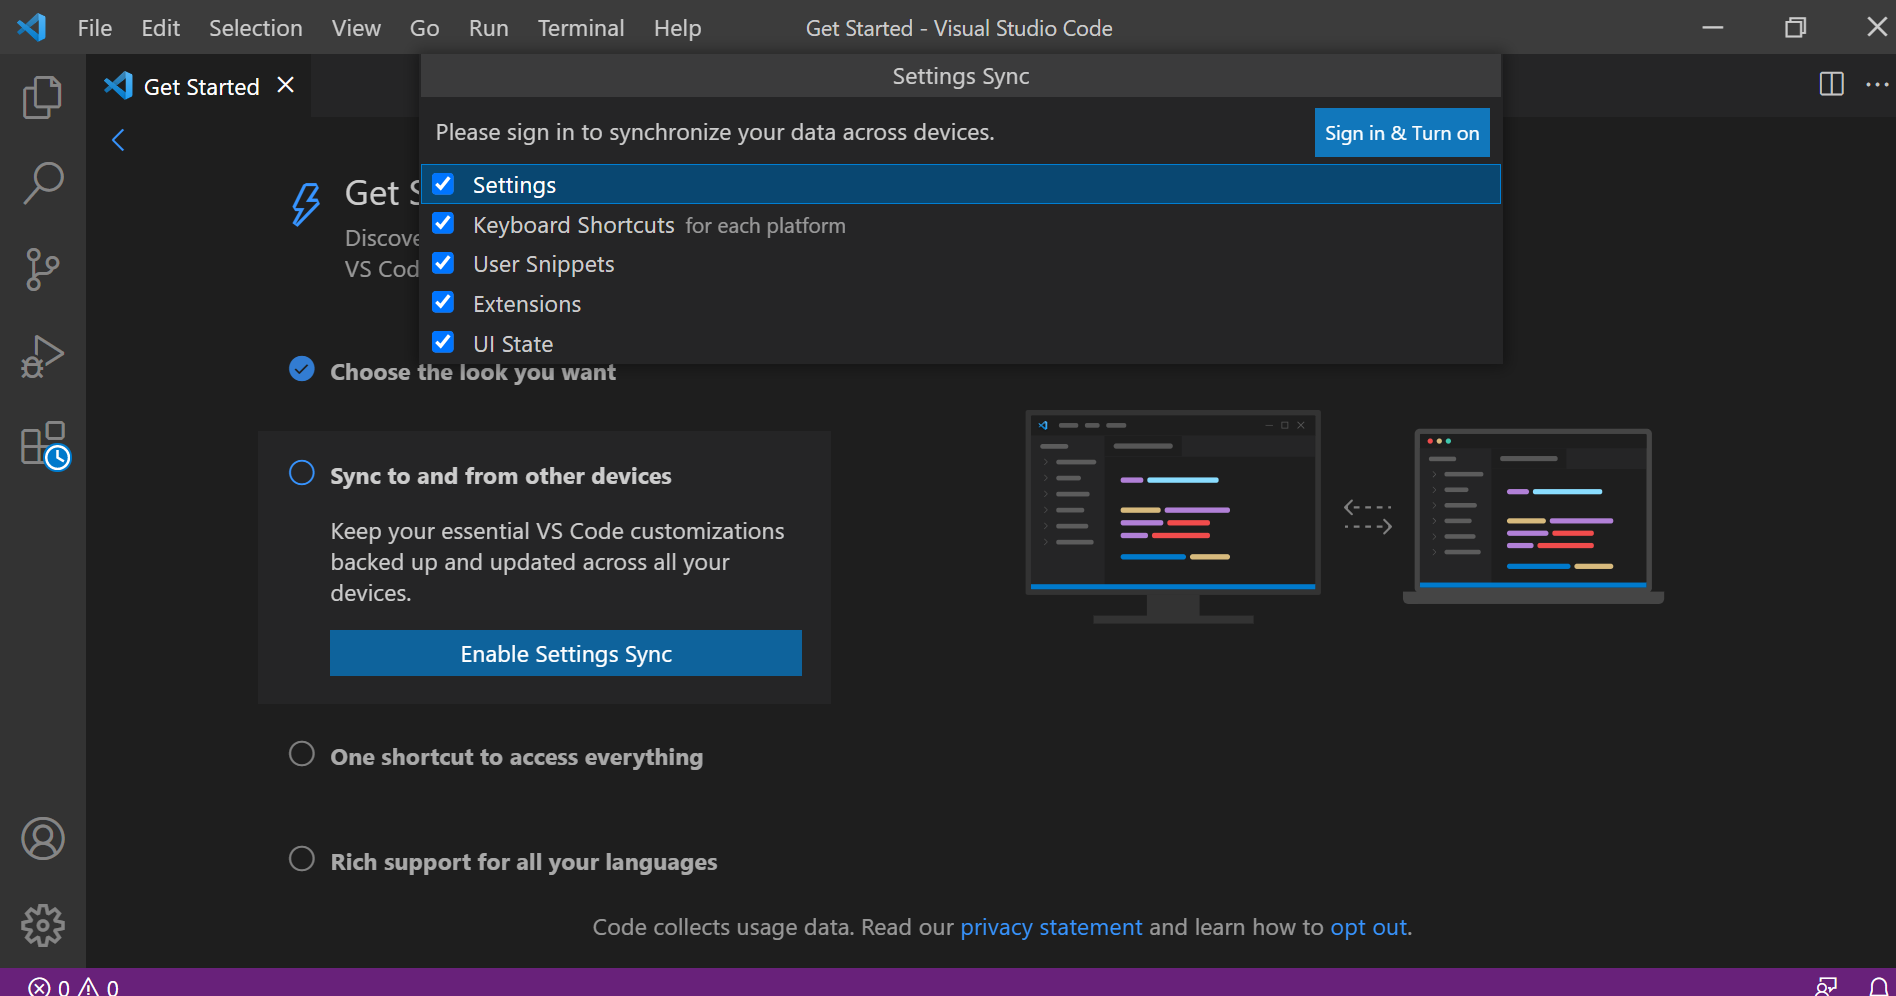 File Edit Selection View Go Run Terminal Help Get Started - Visual Studio Code
Get Started
Settings Sync
Please sign in to synchronize your data across devices. Sign in & Turn on
Settings
Keyboard Shortcuts for each platform
User Snippets
Extensions
UI State
Get S
Discove
VS Cod
Choose the look you want
Sync to and from other devices
Keep your essential VS Code customizations
backed up and updated across all your
devices.
Enable Settings Sync
One shortcut to access everything
Rich support for all your languages
Code collects usage data. Read our privacy statement and learn how to opt out.
0 0